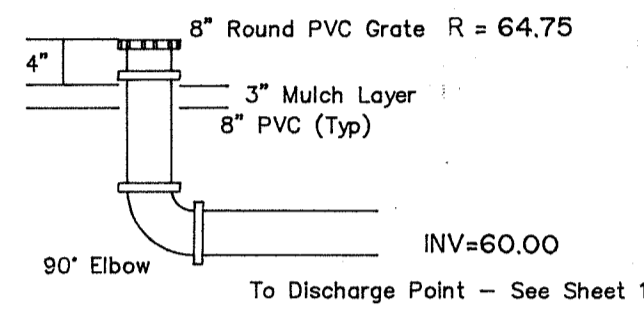 8" Round PVC Grate R = 64.75
4"
3" Mulch Layer
8" PVC (Typ)
INV=60.00
90° Elbow
To Discharge Point – See Sheet 1